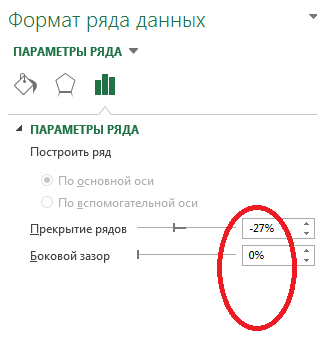 Формат ряда данных
ПАРАМЕТРЫ РЯДА
ПАРАМЕТРЫ РЯДА
Построить ряд
По основной оси
По вспомогательной оси
Прекрытие рядов -27%
Боковой зазор 0%